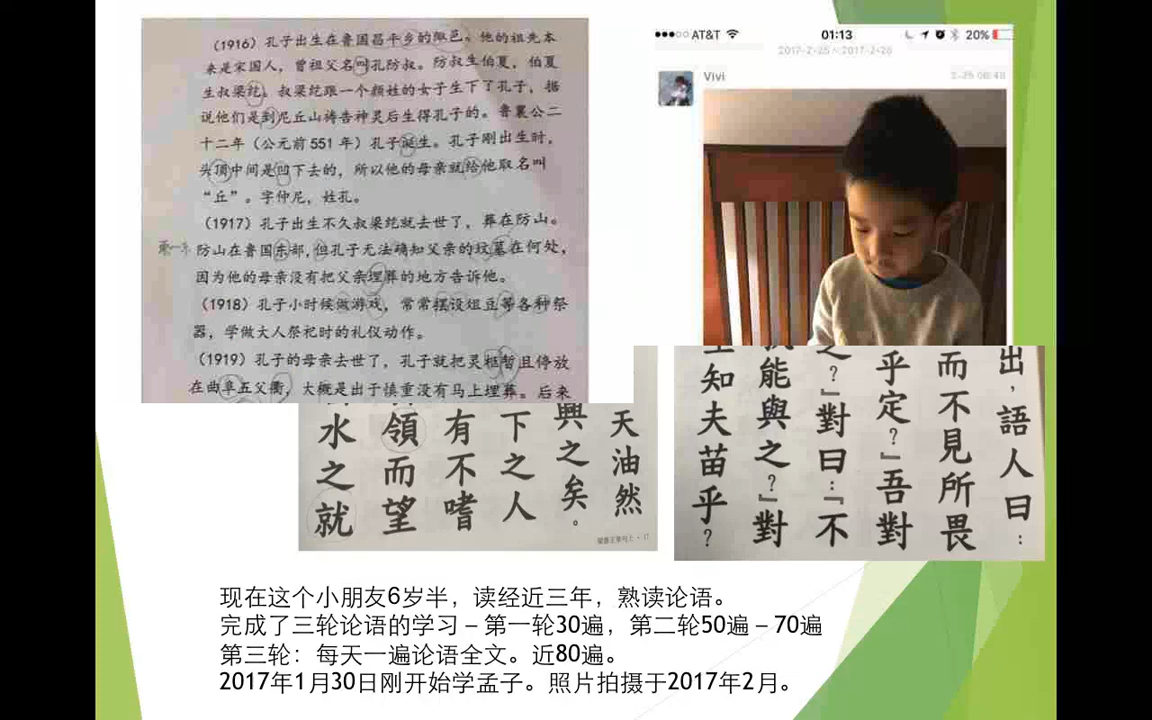 (1916) 孔子出生在鲁国昌平乡的陬邑。他的祖先本
来是宋国人，曾祖父名叫孔防叔。防叔生伯夏，伯夏
生叔梁纥。叔梁纥跟一个颜姓的女子生下了孔子，据
说他们是到尼丘山祷告神灵后生得孔子的。鲁襄公二
十二年（公元前 551 年）孔子诞生。孔子刚出生时，
头顶中间是凹下去的，所以他的母亲就给他取名叫
“丘”。字仲尼，姓孔。
(1917) 孔子出生不久叔梁纥就去世了，葬在防山。
防山在鲁国东部，但孔子无法确知父亲的坟墓在何处，
因为他的母亲没有把父亲埋葬的地方告诉他。
(1918) 孔子小时候做游戏，常常摆设俎豆等各种祭
器，学做大人祭祀时的礼仪动作。
(1919) 孔子的母亲去世了，孔子就把灵柩暂且停放
在曲阜五父衢，大概是出于慎重没有马上埋葬。后来
AT&T 01:13 20%
2017-2-25～2017-2-26
Vivi
天油然
興之矣。
下之人
有不嗜
領而望
水之就
出，語人曰：
而不見所畏
乎定？』吾對
之？』對曰：『不
能與之？』對
知夫苗乎？
现在这个小朋友6岁半，读经近三年，熟读论语。
完成了三轮论语的学习 – 第一轮30遍，第二轮50遍 – 70遍
第三轮：每天一遍论语全文。近80遍。
2017年1月30日刚开始学孟子。照片拍摄于2017年2月。